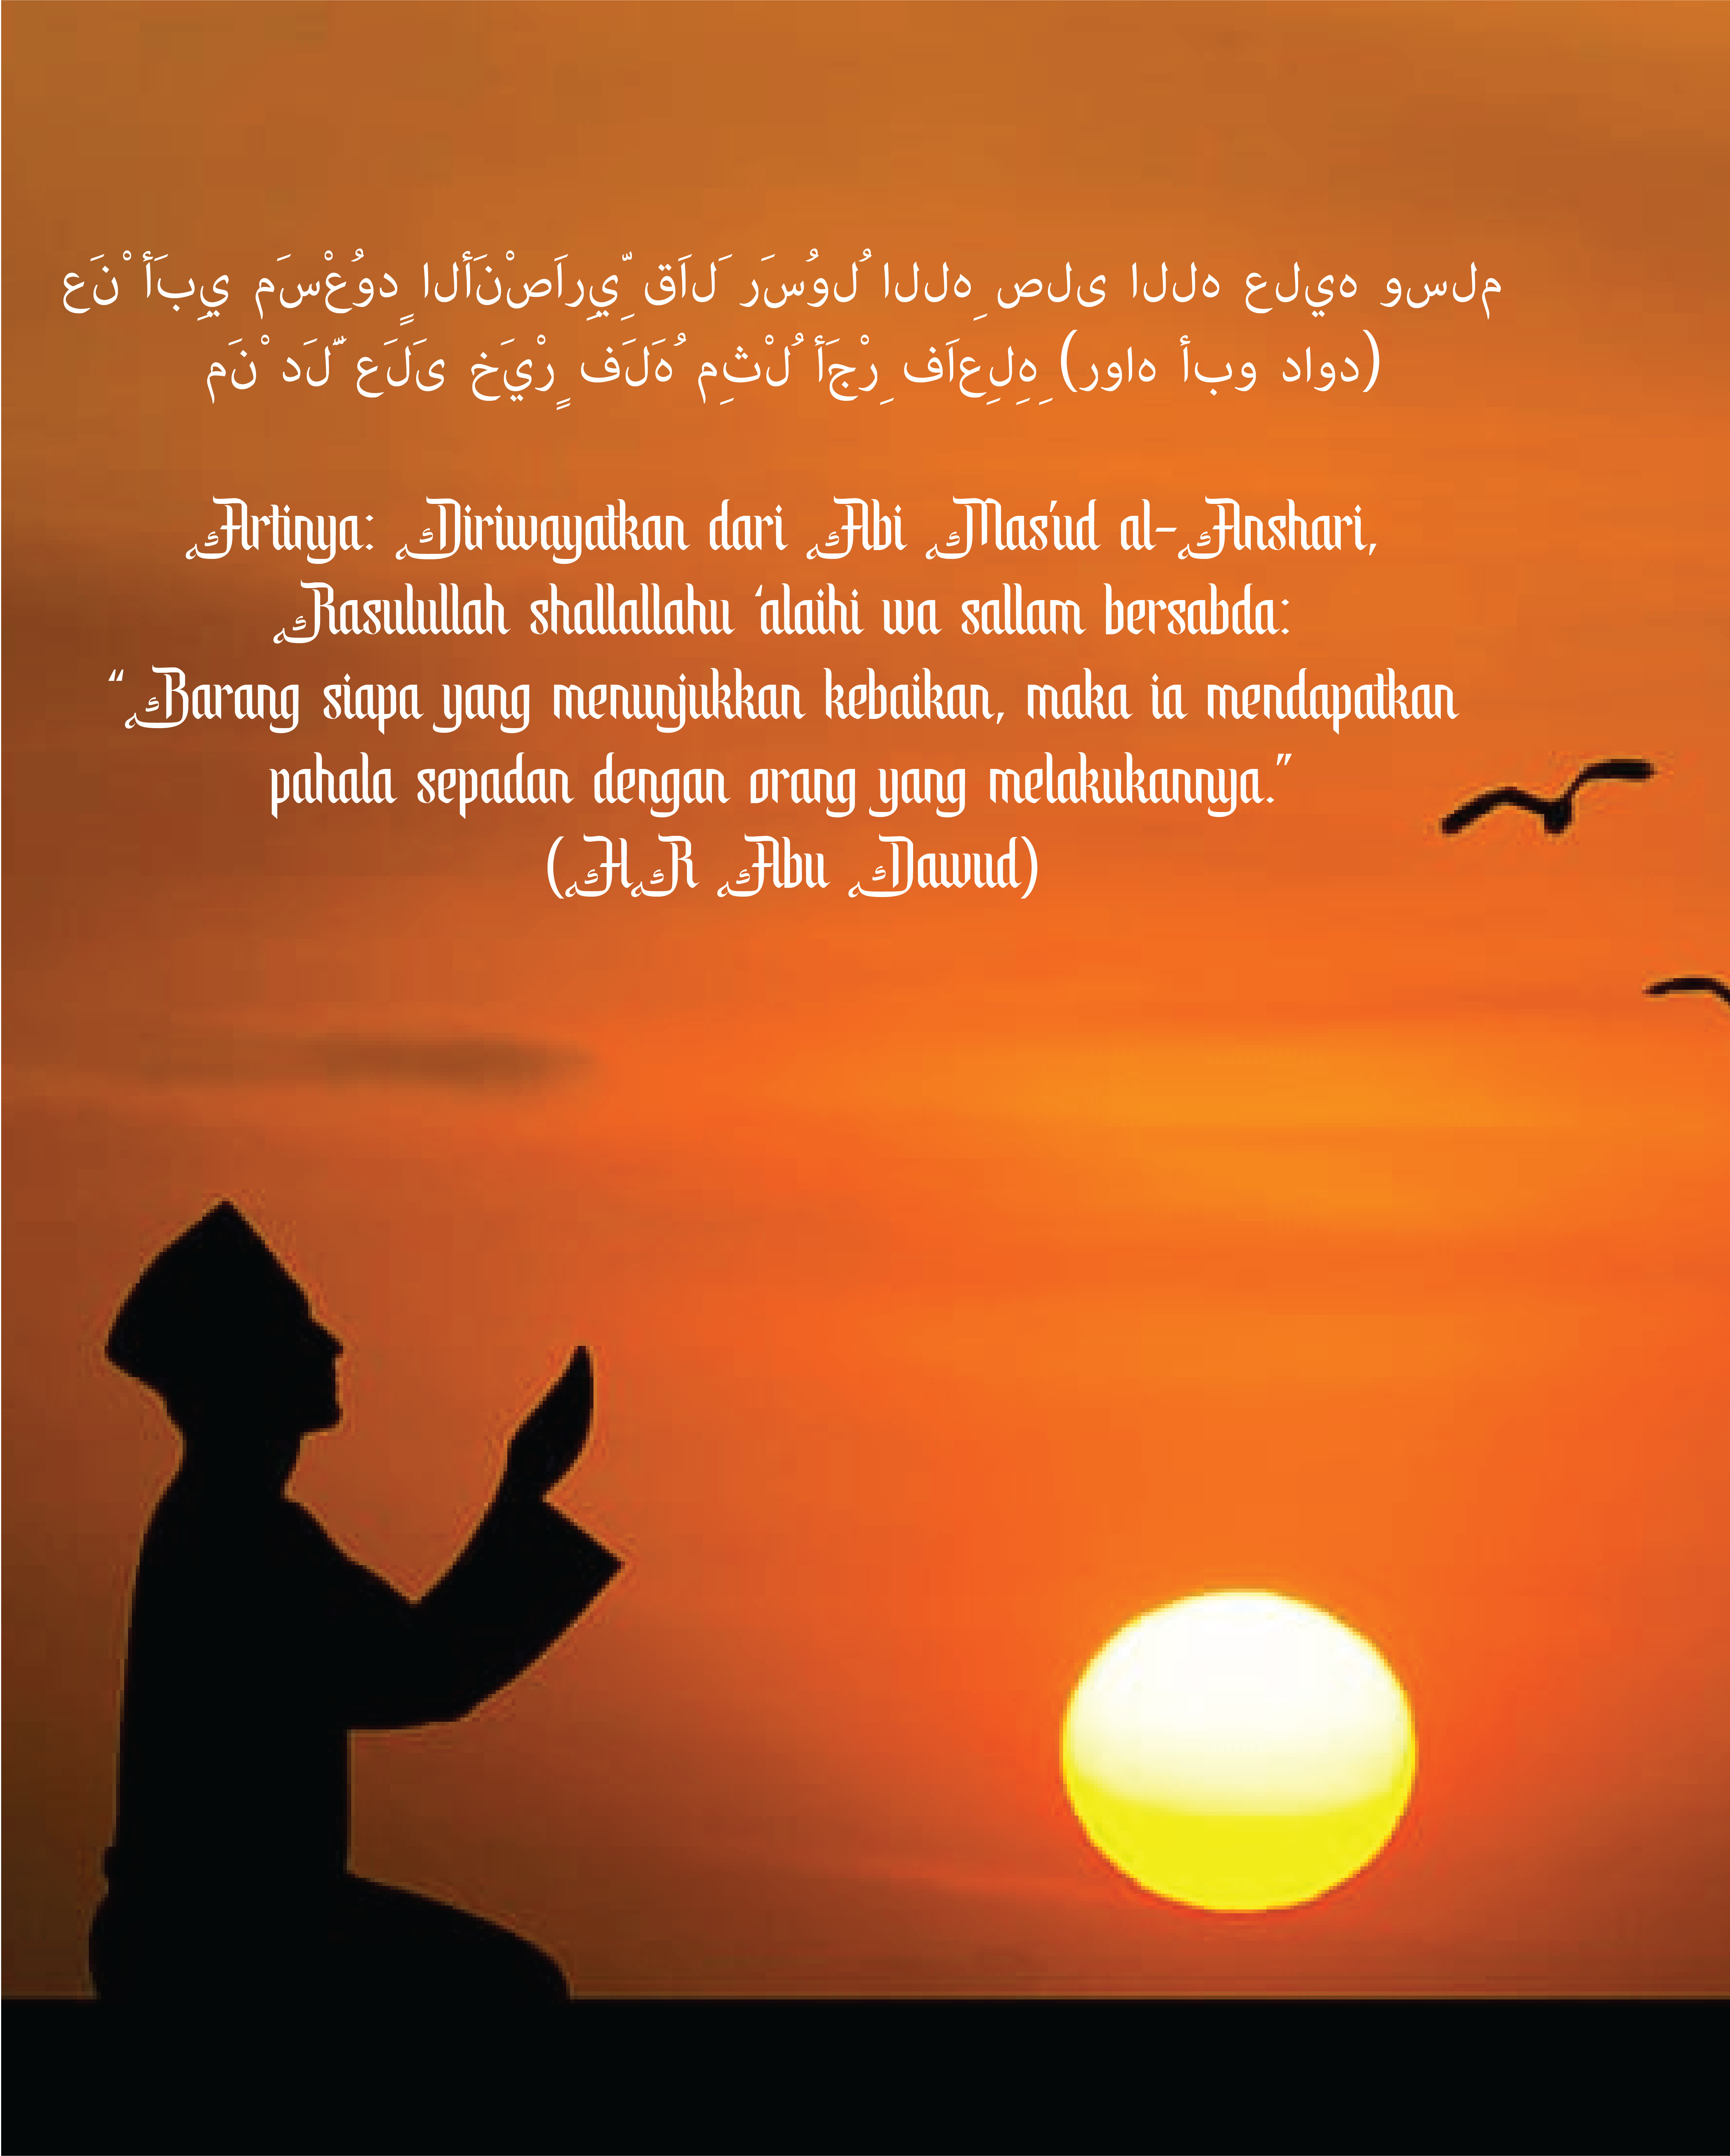 عَنْ أَبِي مَسْعُودٍ الأَنْصَارِيِّ قَالَ رَسُولُ اللهِ صلى الله عليه وسلم
مَنْ دَلَّ عَلَى خَيْرٍ فَلَهُ مِثْلُ أَجْرِ فَاعِلِهِ (رواه أبو داود)
Artinya: Diriwayatkan dari Abi Mas'ud al-Anshari,
Rasulullah shallallahu ‘alaihi wa sallam bersabda:
“Barang siapa yang menunjukkan kebaikan, maka ia mendapatkan
pahala sepadan dengan orang yang melakukannya.”
(HR Abu Dawud)